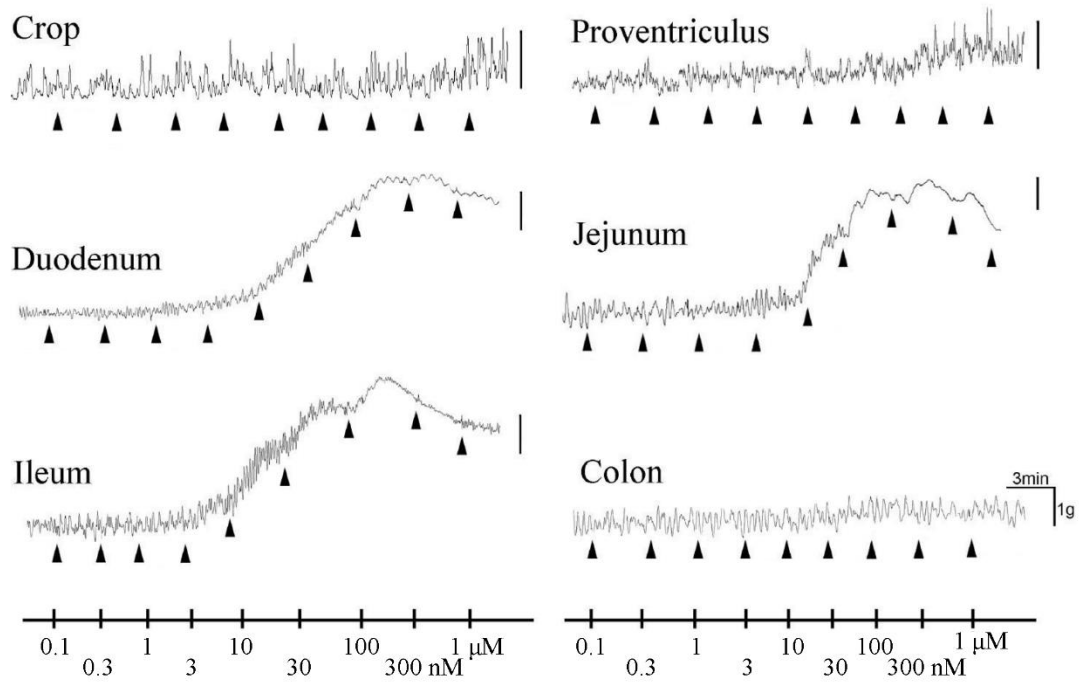 Crop
Proventriculus
Duodenum
Jejunum
Ileum
Colon
3min
1g
0.1 0.3 1 3 10 30 100 300 nM 1 μM
0.1 0.3 1 3 10 30 100 300 nM 1 μM